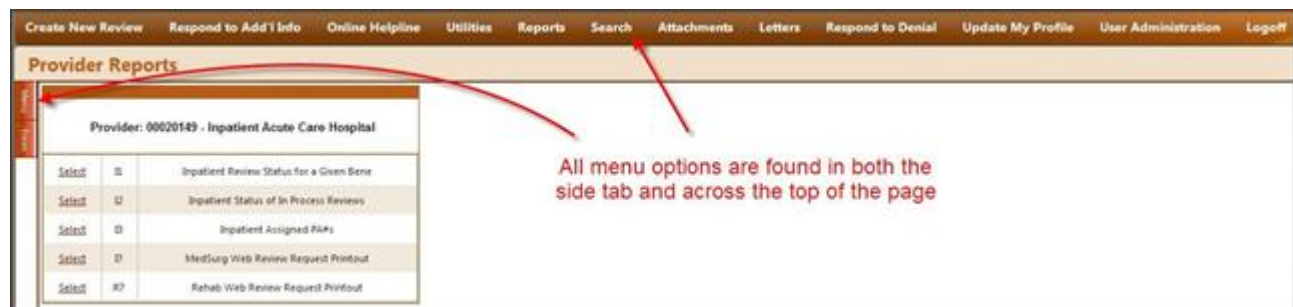 Create New Review Respond to Add'l Info Online Helpline Utilities Reports Search Attachments Letters Respond to Denial Update My Profile User Administration Logoff
Provider Reports
Menu
Provider: 00020149 - Inpatient Acute Care Hospital
All menu options are found in both the
side tab and across the top of the page
Select Inpatient Review Status for a Given Bene
Select Inpatient Status of In Process Reviews
Select Inpatient Assigned PA#s
Select MedSurg Web Review Request Printout
Select Rehab Web Review Request Printout